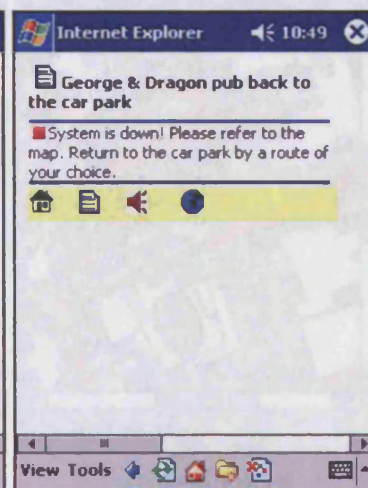 Internet Explorer 10:49
George & Dragon pub back to
the car park
System is down! Please refer to the
map. Return to the car park by a route of
your choice.
View Tools